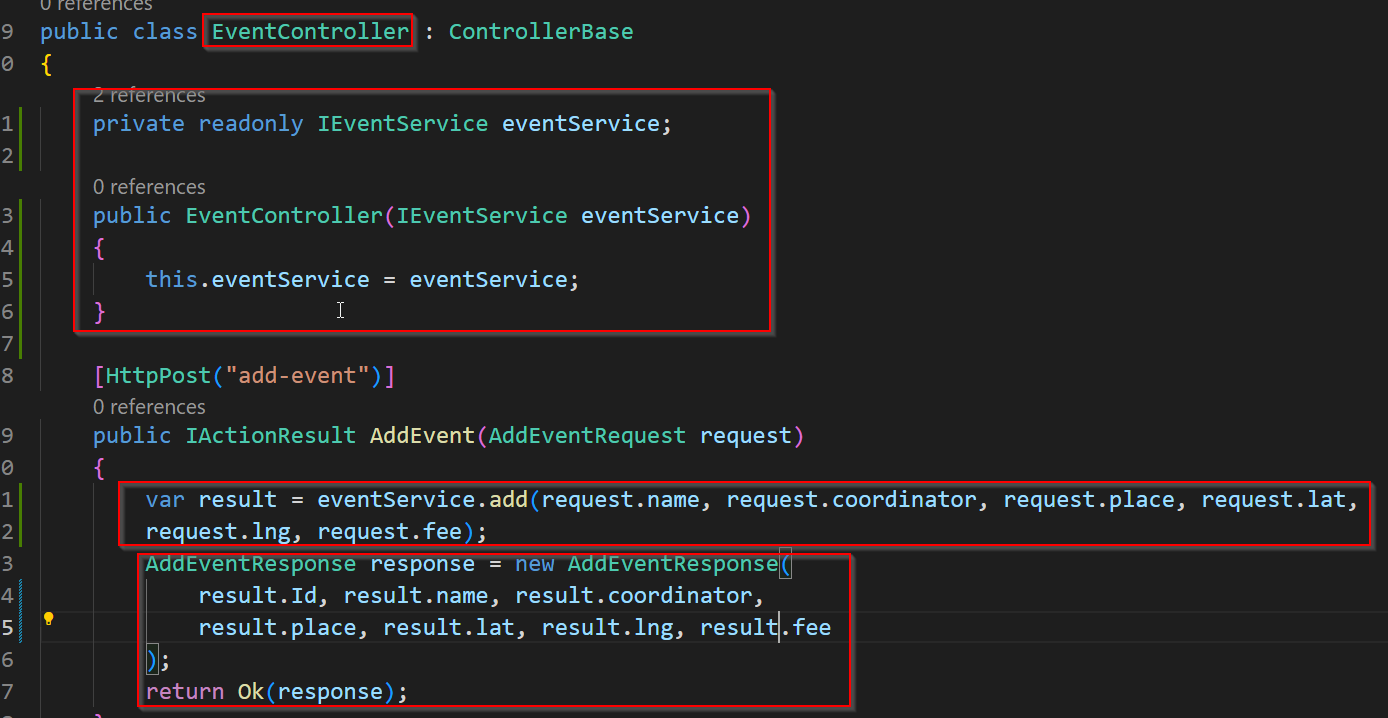 0 references
9 public class EventController : ControllerBase
0 {
2 references
1 private readonly IEventService eventService;
2
0 references
3 public EventController(IEventService eventService)
4 {
5 this.eventService = eventService;
6 }
7
8 [HttpPost("add-event")]
0 references
9 public IActionResult AddEvent(AddEventRequest request)
0 {
1 var result = eventService.add(request.name, request.coordinator, request.place, request.lat,
2 request.lng, request.fee);
3 AddEventResponse response = new AddEventResponse(
4 result.Id, result.name, result.coordinator,
5 result.place, result.lat, result.lng, result.fee
6 );
7 return Ok(response);
}